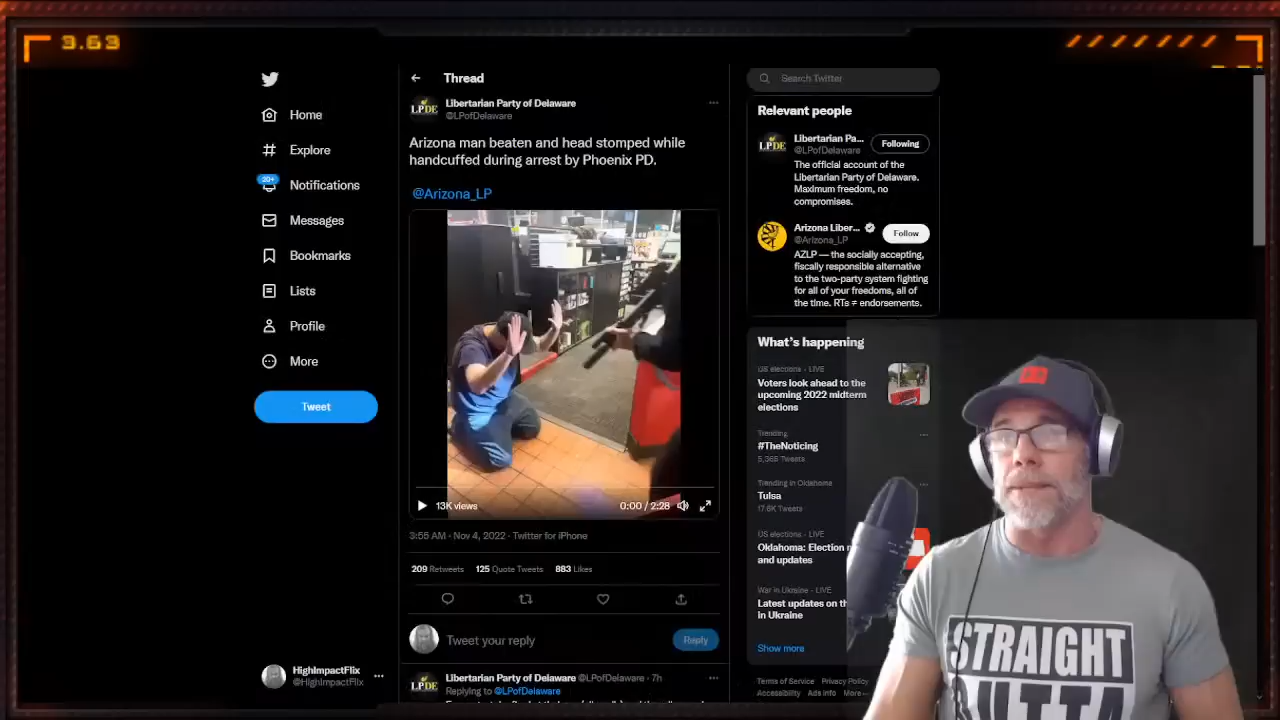 3.63
Thread
Search Twitter
Home
Explore
20+
Notifications
Messages
Bookmarks
Lists
Profile
More
Tweet
HighImpactFlix
@HighImpactFlix
LPDE
Libertarian Party of Delaware
@LPofDelaware
Arizona man beaten and head stomped while
handcuffed during arrest by Phoenix PD.
@Arizona_LP
13K views
0:00 / 2:28
3:55 AM · Nov 4, 2022 · Twitter for iPhone
209 Retweets 125 Quote Tweets 883 Likes
Tweet your reply
Reply
LPDE
Libertarian Party of Delaware @LPofDelaware · 7h
Replying to @LPofDelaware
Relevant people
LPDE
Libertarian Pa...
Following
@LPofDelaware
The official account of the
Libertarian Party of Delaware.
Maximum freedom, no
compromises.
Arizona Liber...
Follow
@Arizona_LP
AZLP — the socially accepting,
fiscally responsible alternative
to the two-party system fighting
for all of your freedoms, all of
the time. RTs ≠ endorsements.
What's happening
US elections · LIVE
Voters look ahead to the
upcoming 2022 midterm
elections
Trending
#TheNoticing
5,365 Tweets
Trending in Oklahoma
Tulsa
17.6K Tweets
US elections · LIVE
Oklahoma: Election
and updates
War in Ukraine · LIVE
Latest updates on
in Ukraine
Show more
Terms of Service Privacy Policy
Accessibility Ads info More
STRAIGHT
OUTTA